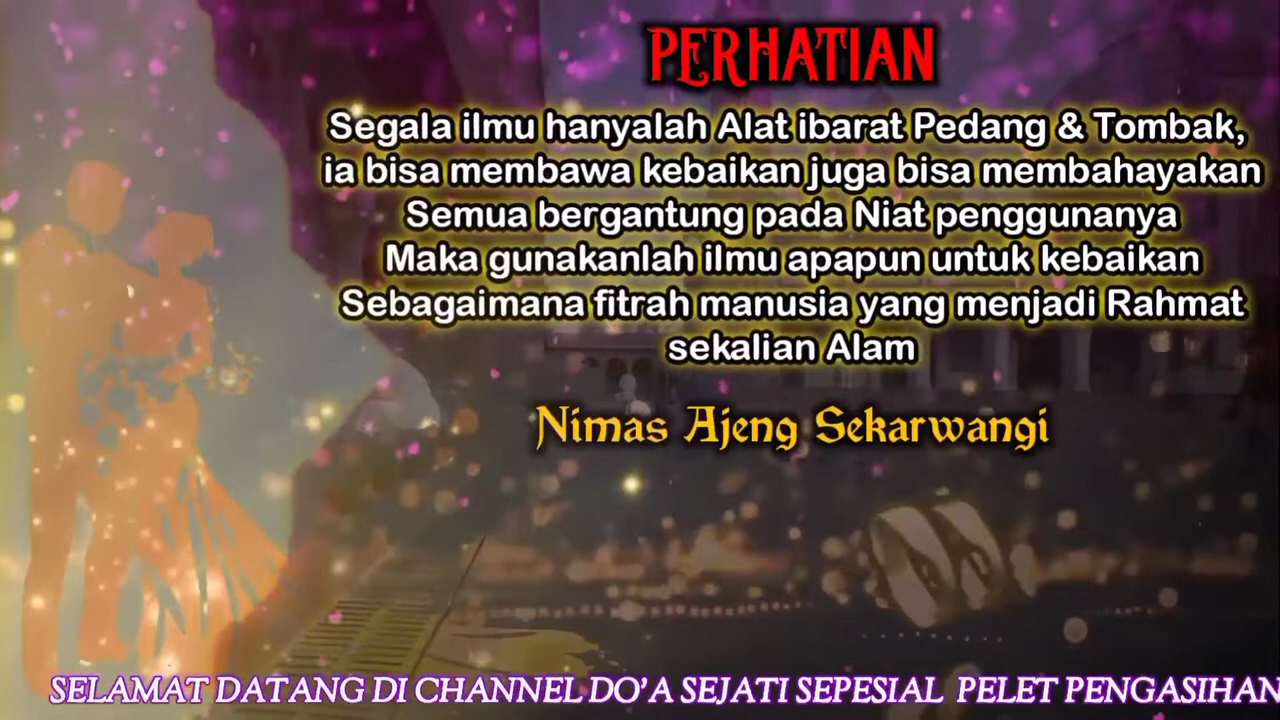 PERHATIAN
Segala ilmu hanyalah Alat ibarat Pedang & Tombak,
ia bisa membawa kebaikan juga bisa membahayakan
Semua bergantung pada Niat penggunanya
Maka gunakanlah ilmu apapun untuk kebaikan
Sebagaimana fitrah manusia yang menjadi Rahmat
sekalian Alam
Nimas Ajeng Sekarwangi
SELAMAT DATANG DI CHANNEL DO'A SEJATI SEPESIAL PELET PENGASIHAN